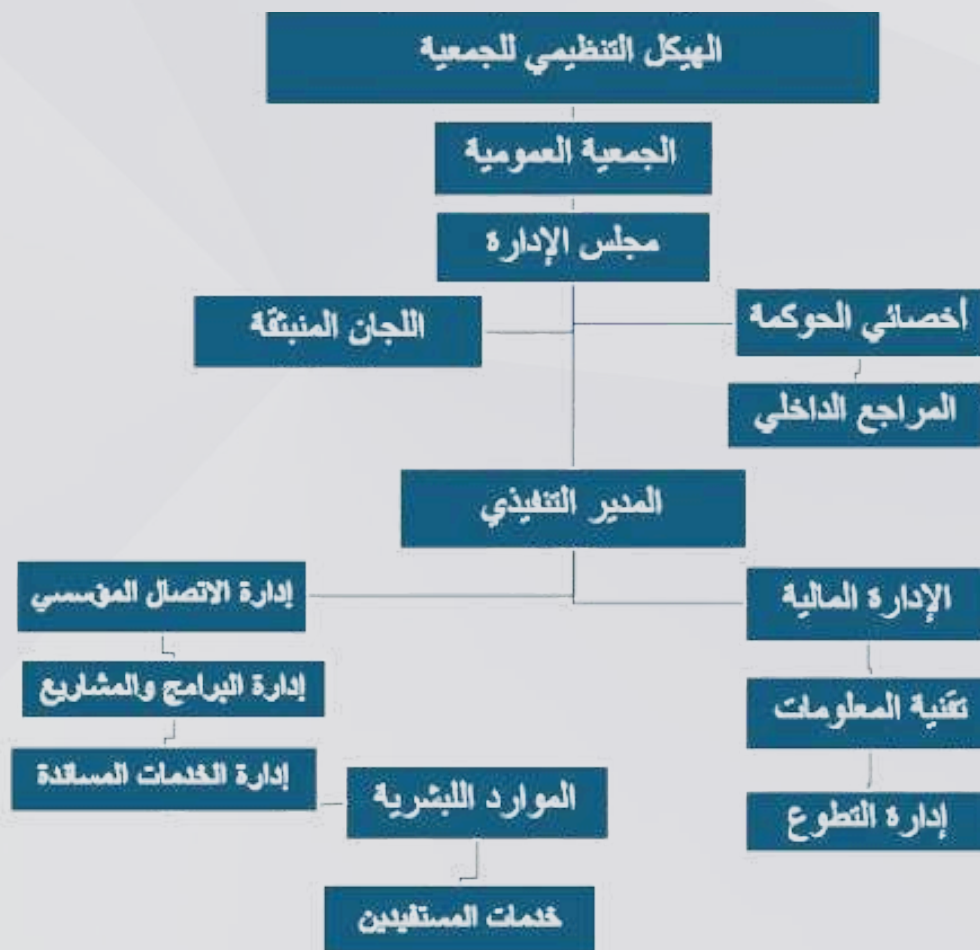 الهيكل التنظيمي للجمعية
الجمعية العمومية
مجلس الإدارة
أخصائي الحوكمة
اللجان المنبثقة
المراجع الداخلي
المدير التنفيذي
الإدارة المالية
إدارة الاتصال المؤسسي
تقنية المعلومات
إدارة البرامج والمشاريع
إدارة التطوع
إدارة الخدمات المساندة
الموارد اللبشرية
خدمات المستفيدين